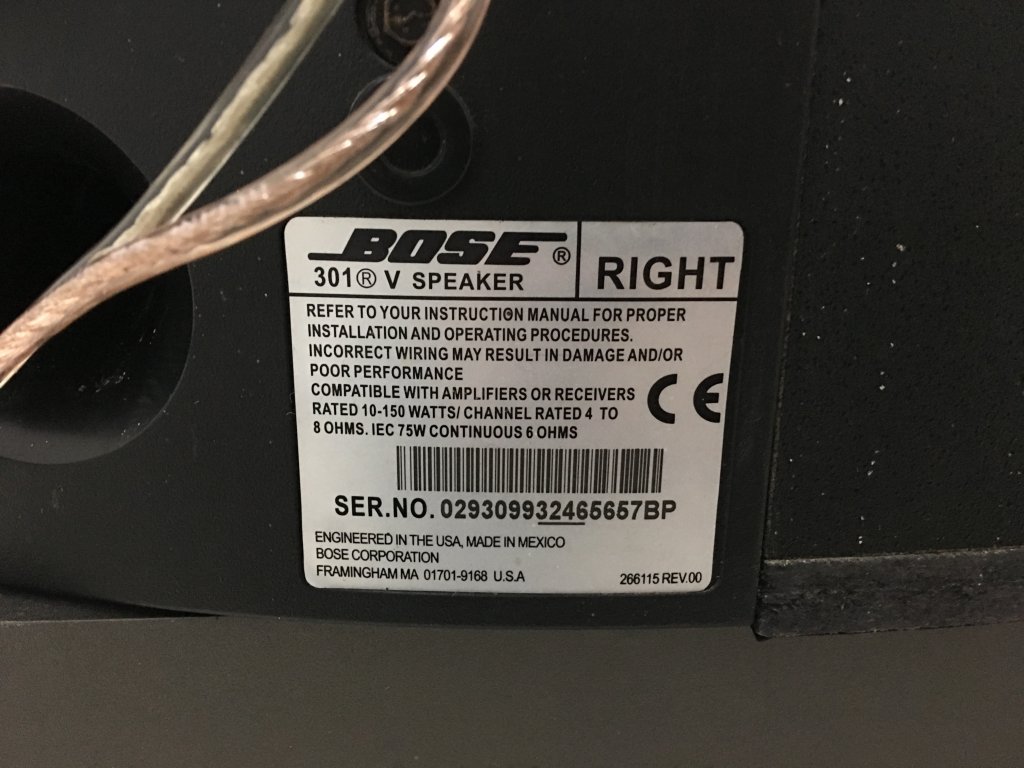 BOSE®
301® V SPEAKER
RIGHT
REFER TO YOUR INSTRUCTION MANUAL FOR PROPER
INSTALLATION AND OPERATING PROCEDURES.
INCORRECT WIRING MAY RESULT IN DAMAGE AND/OR
POOR PERFORMANCE
COMPATIBLE WITH AMPLIFIERS OR RECEIVERS
RATED 10-150 WATTS/ CHANNEL RATED 4 TO
8 OHMS. IEC 75W CONTINUOUS 6 OHMS
CE
SER.NO. 029309932465657BP
ENGINEERED IN THE USA, MADE IN MEXICO
BOSE CORPORATION
FRAMINGHAM MA 01701-9168 U.S.A
266115 REV.00